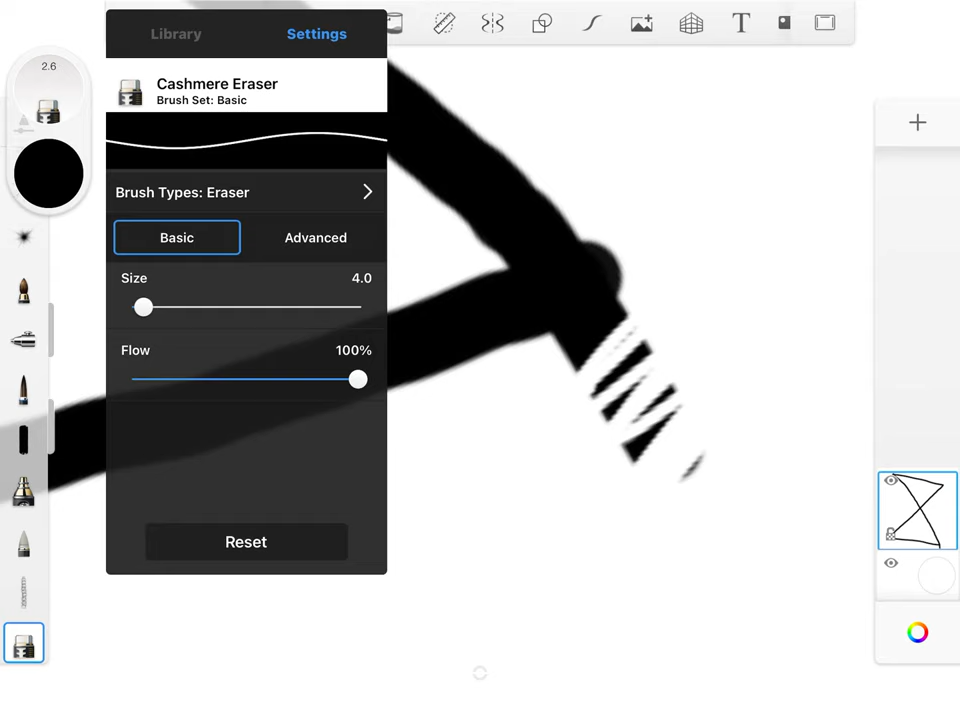 Library Settings
T
2.6
Cashmere Eraser
Brush Set: Basic
Brush Types: Eraser
Basic Advanced
Size 4.0
Flow 100%
Reset